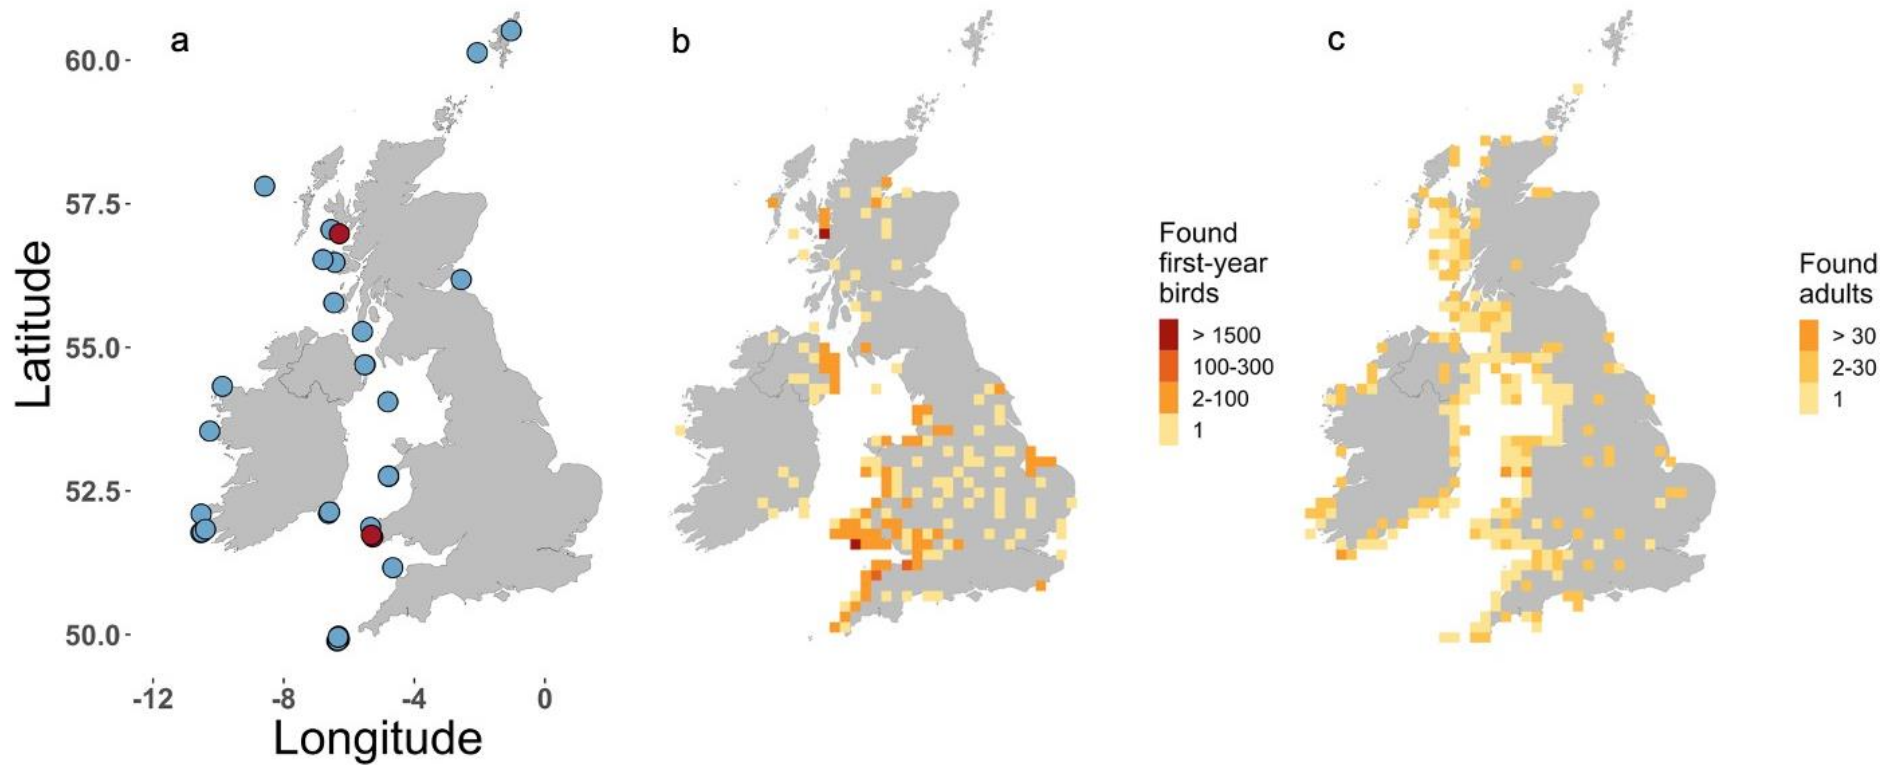 a
b
c
60.0
57.5
55.0
52.5
50.0
Latitude
-12
-8
-4
0
Longitude
Found
first-year
birds
> 1500
100-300
2-100
1
Found
adults
> 30
2-30
1